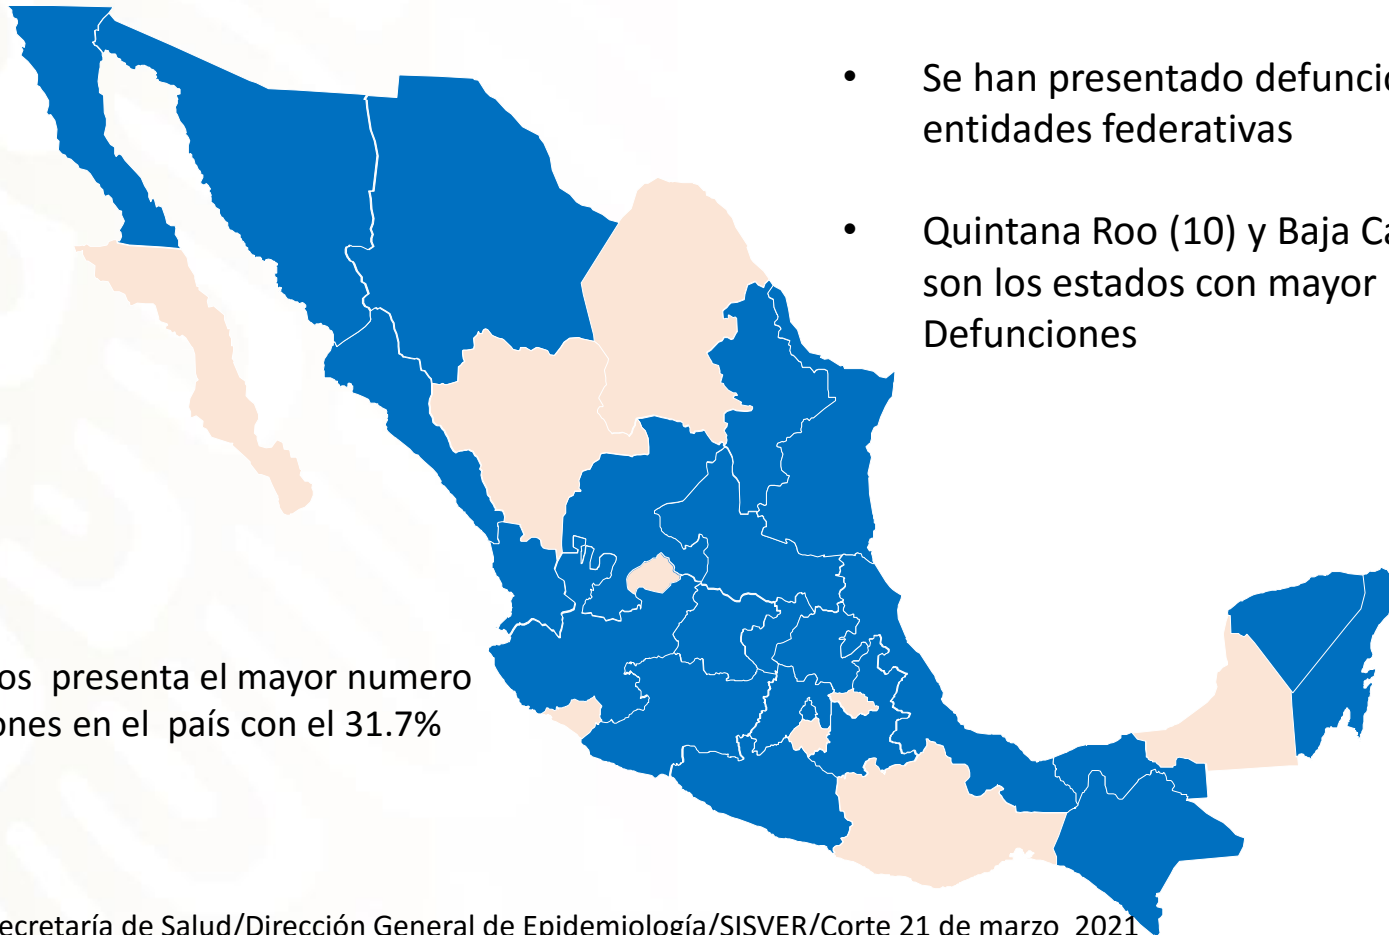 • Se han presentado defuncio
entidades federativas
• Quintana Roo (10) y Baja Ca
son los estados con mayor
Defunciones
os presenta el mayor numero
ones en el país con el 31.7%
ecretaría de Salud/Dirección General de Epidemiología/SISVER/Corte 21 de marzo 2021